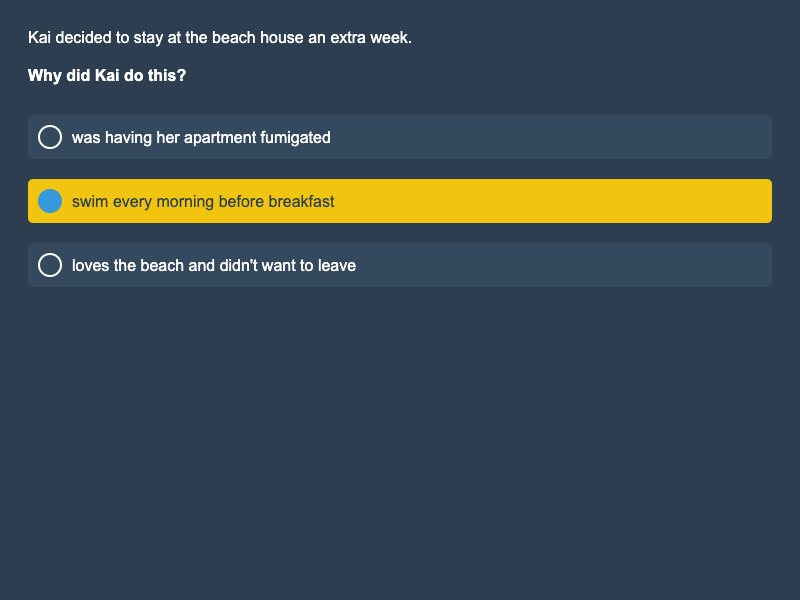 Kai decided to stay at the beach house an extra week.
Why did Kai do this?
was having her apartment fumigated
swim every morning before breakfast
loves the beach and didn't want to leave